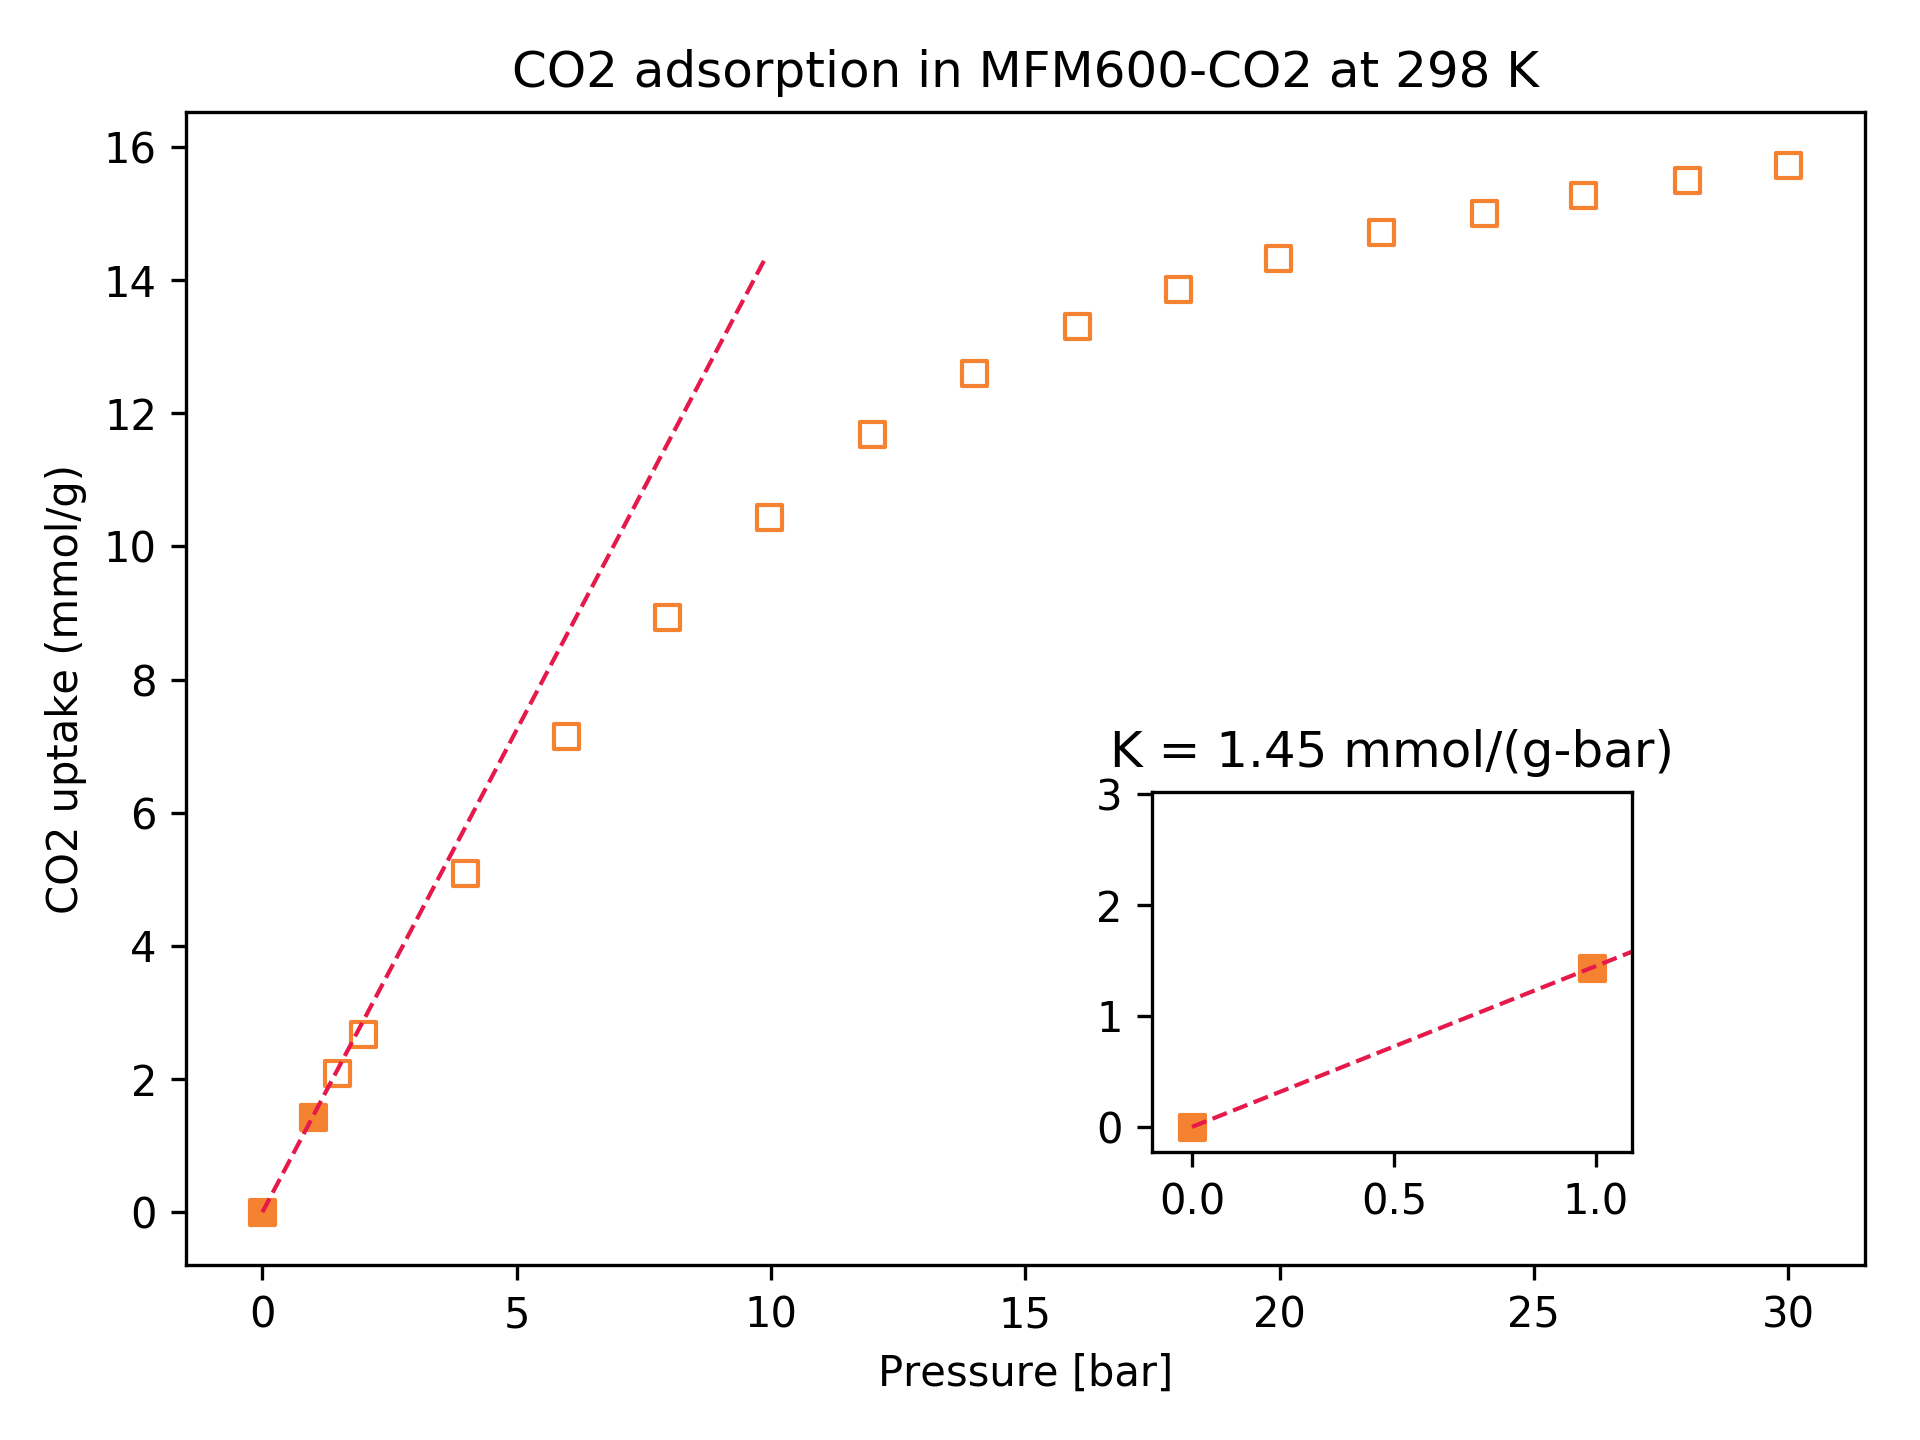 CO2 adsorption in MFM600-CO2 at 298 K
16
14
12
10
8
6
4
2
0
CO2 uptake (mmol/g)
K = 1.45 mmol/(g-bar)
3
2
1
0
0.0 0.5 1.0
0 5 10 15 20 25 30
Pressure [bar]